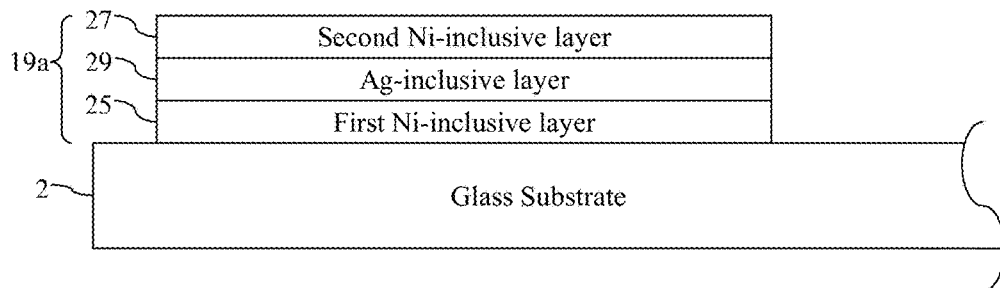 27
Second Ni-inclusive layer
19a
29
Ag-inclusive layer
25
First Ni-inclusive layer
2
Glass Substrate